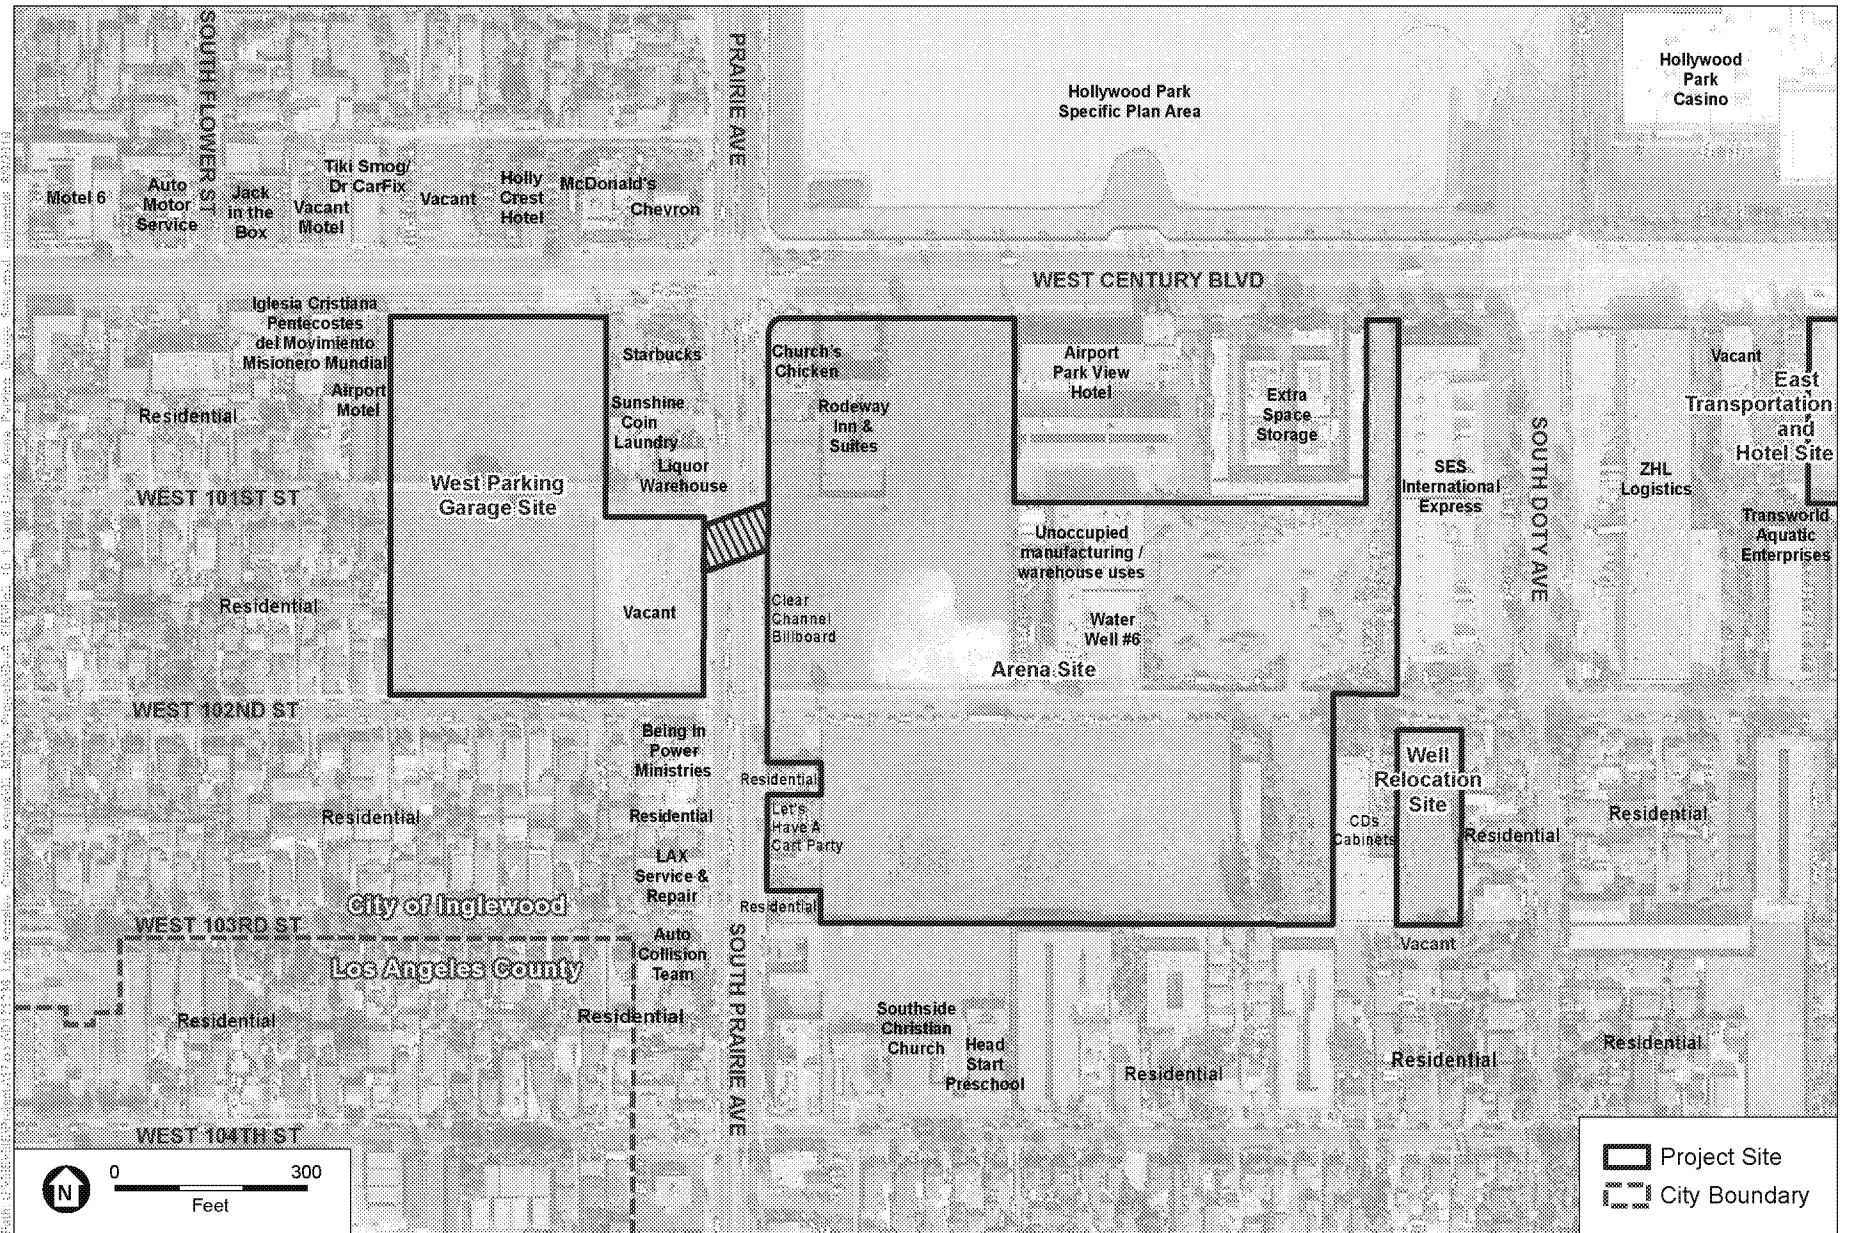 SOUTH FLOWER ST
PRAIRIE AVE
Hollywood Park
Specific Plan Area
Hollywood
Park
Casino
Motel 6
Auto
Motor
Service
Jack
in the
Box
Tiki Smog/
Dr CarFix
Vacant
Motel
Vacant
Holly
Crest
Hotel
McDonald's
Chevron
WEST CENTURY BLVD
Iglesia Cristiana
Pentecostes
del Movimiento
Misionero Mundial
Airport
Motel
Residential
Starbucks
Sunshine
Coin
Laundry
Liquor
Warehouse
Church's
Chicken
Rodeway
Inn &
Suites
Airport
Park View
Hotel
Extra
Space
Storage
SES
International
Express
SOUTH DOTY AVE
ZHL
Logistics
Vacant
East
Transportation
and
Hotel Site
Transworld
Aquatic
Enterprises
WEST 101ST ST
West Parking
Garage Site
Unoccupied
manufacturing /
warehouse uses
Residential
Vacant
Clear
Channel
Billboard
Water
Well #6
Arena Site
WEST 102ND ST
Being In
Power
Ministries
Residential
Well
Relocation
Site
Residential
Residential
Let's
Have A
Cart Party
CDs
Cabinets
Residential
Residential
LAX
Service &
Repair
City of Inglewood
Residential
WEST 103RD ST
Los Angeles County
Auto
Collision
Team
SOUTH PRAIRIE AVE
Vacant
Residential
Residential
Southside
Christian
Church
Head
Start
Preschool
Residential
Residential
Residential
WEST 104TH ST
N
0 300
Feet
Project Site
City Boundary